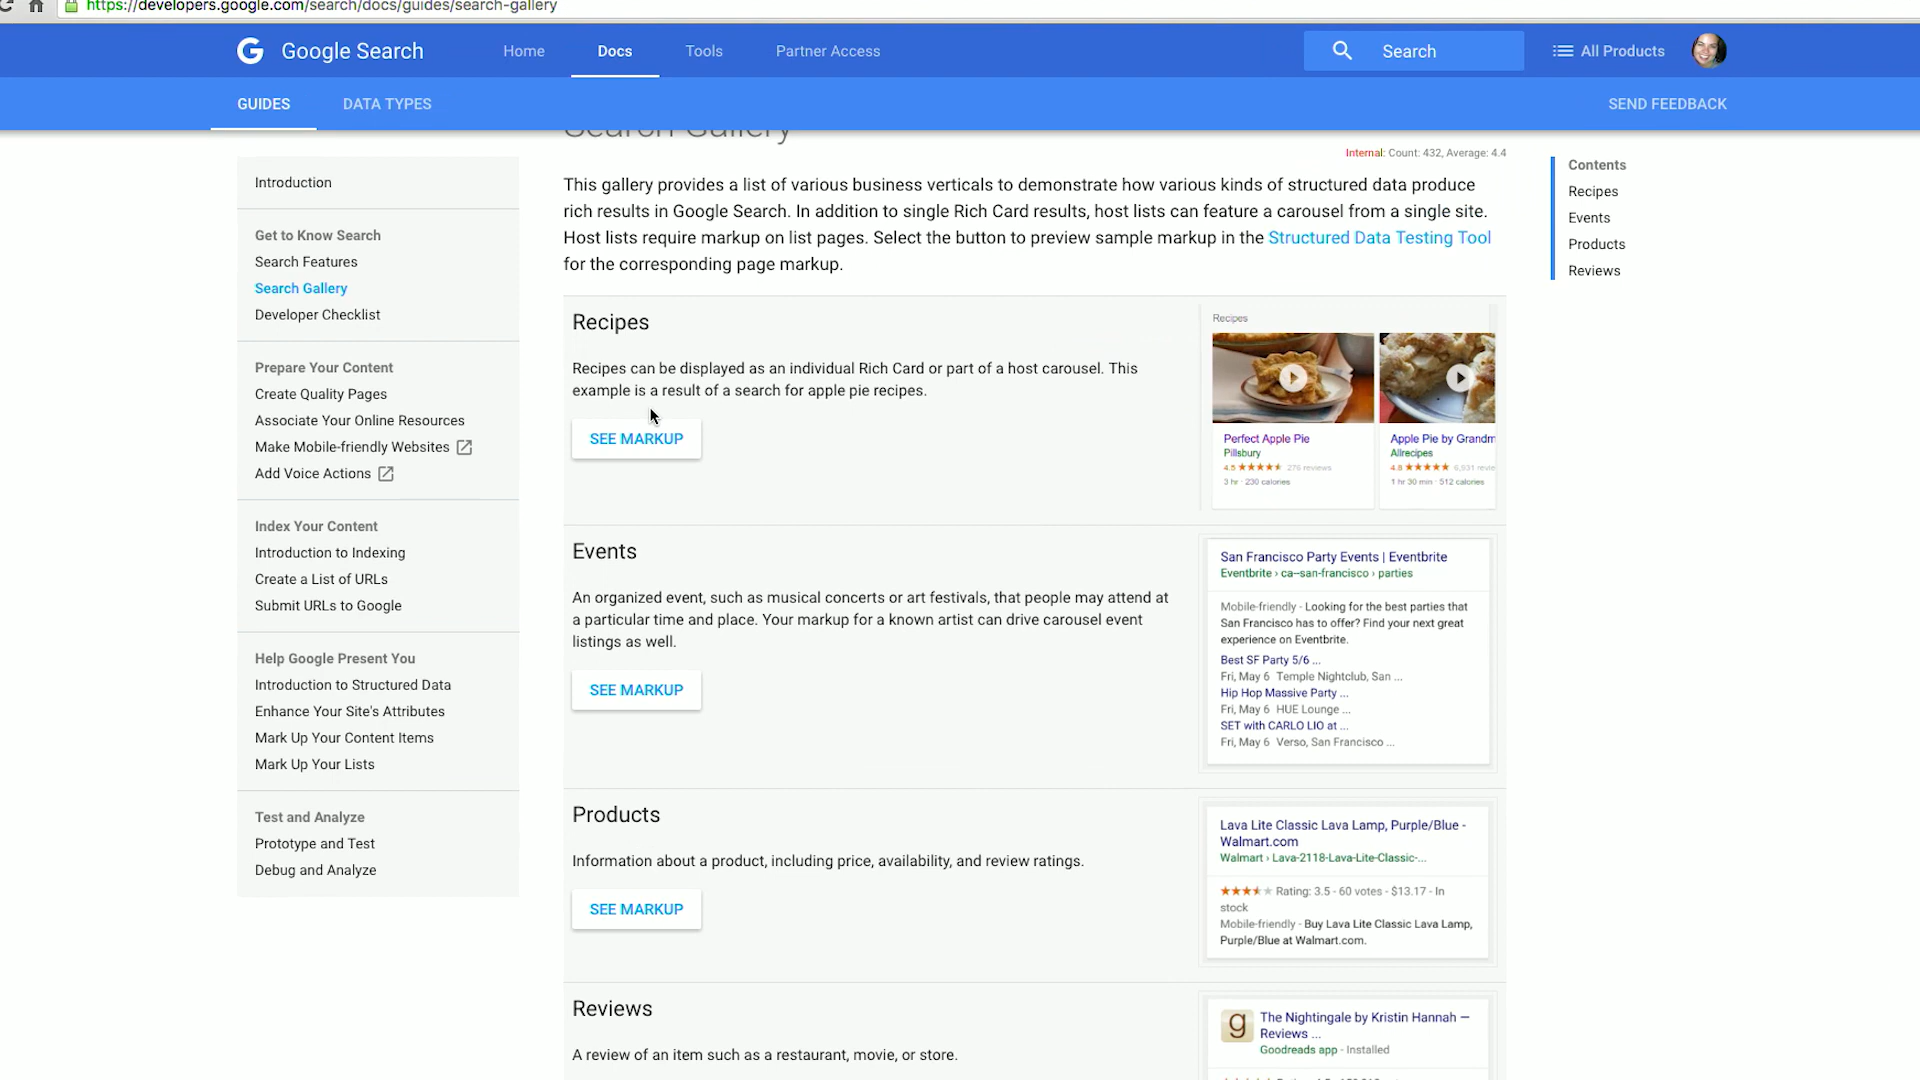 https://developers.google.com/search/docs/guides/search-gallery
Google Search
Home
Docs
Tools
Partner Access
Search
All Products
GUIDES
DATA TYPES
SEND FEEDBACK
Search Gallery
Internal: Count: 432, Average: 4.4
This gallery provides a list of various business verticals to demonstrate how various kinds of structured data produce
rich results in Google Search. In addition to single Rich Card results, host lists can feature a carousel from a single site.
Host lists require markup on list pages. Select the button to preview sample markup in the Structured Data Testing Tool
for the corresponding page markup.
Introduction
Get to Know Search
Search Features
Search Gallery
Developer Checklist
Prepare Your Content
Create Quality Pages
Associate Your Online Resources
Make Mobile-friendly Websites
Add Voice Actions
Index Your Content
Introduction to Indexing
Create a List of URLs
Submit URLs to Google
Help Google Present You
Introduction to Structured Data
Enhance Your Site's Attributes
Mark Up Your Content Items
Mark Up Your Lists
Test and Analyze
Prototype and Test
Debug and Analyze
Recipes
Recipes can be displayed as an individual Rich Card or part of a host carousel. This
example is a result of a search for apple pie recipes.
SEE MARKUP
Recipes
Perfect Apple Pie
Pillsbury
4.5 ★★★★★ 276 reviews
3 hr · 230 calories
Apple Pie by Grandm
Allrecipes
4.8 ★★★★★ 6,931 revie
1 hr 30 min · 512 calories
Events
An organized event, such as musical concerts or art festivals, that people may attend at
a particular time and place. Your markup for a known artist can drive carousel event
listings as well.
SEE MARKUP
San Francisco Party Events | Eventbrite
Eventbrite › ca--san-francisco › parties
Mobile-friendly - Looking for the best parties that
San Francisco has to offer? Find your next great
experience on Eventbrite.
Best SF Party 5/6 ...
Fri, May 6 Temple Nightclub, San ...
Hip Hop Massive Party ...
Fri, May 6 HUE Lounge ...
SET with CARLO LIO at ...
Fri, May 6 Verso, San Francisco ...
Products
Information about a product, including price, availability, and review ratings.
SEE MARKUP
Lava Lite Classic Lava Lamp, Purple/Blue -
Walmart.com
Walmart › Lava-2118-Lava-Lite-Classic-...
★★★★★ Rating: 3.5 - 60 votes - $13.17 - In
stock
Mobile-friendly - Buy Lava Lite Classic Lava Lamp,
Purple/Blue at Walmart.com.
Reviews
A review of an item such as a restaurant, movie, or store.
g
The Nightingale by Kristin Hannah —
Reviews ...
Goodreads app - Installed
Contents
Recipes
Events
Products
Reviews